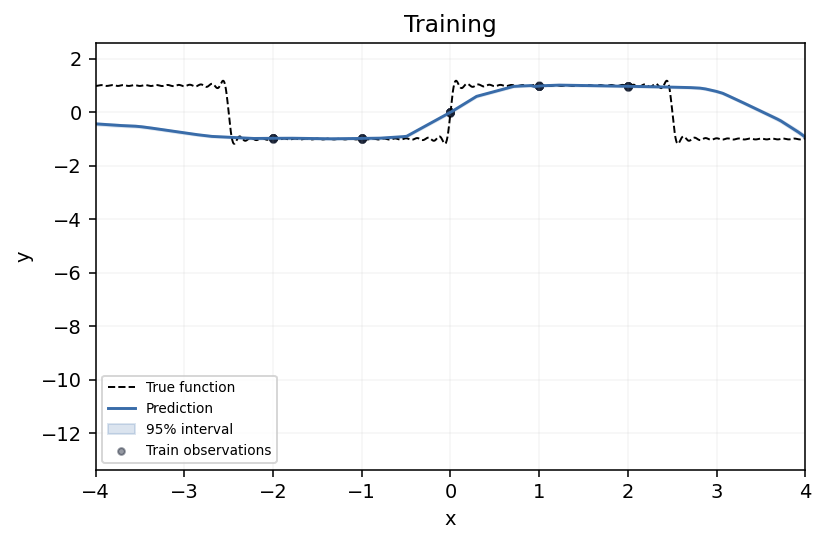 Training
2
0
−2
−4
−6
−8
−10
−12
y
True function
Prediction
95% interval
Train observations
−4 −3 −2 −1 0 1 2 3 4
x